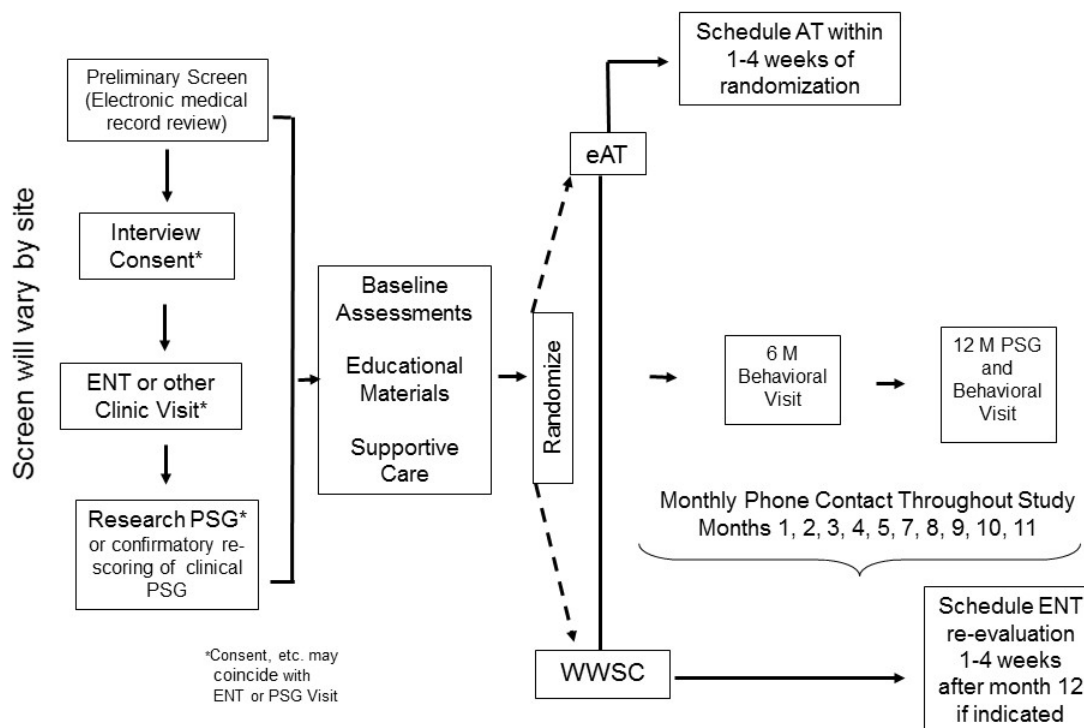 Screen will vary by site
Preliminary Screen
(Electronic medical
record review)
Interview
Consent*
ENT or other
Clinic Visit*
Research PSG*
or confirmatory re-
scoring of clinical
PSG
*Consent, etc. may
coincide with
ENT or PSG Visit
Baseline
Assessments
Educational
Materials
Supportive
Care
Randomize
eAT
Schedule AT within
1-4 weeks of
randomization
6 M
Behavioral
Visit
12 M PSG
and
Behavioral
Visit
Monthly Phone Contact Throughout Study
Months 1, 2, 3, 4, 5, 7, 8, 9, 10, 11
WWSC
Schedule ENT
re-evaluation
1-4 weeks
after month 12
if indicated